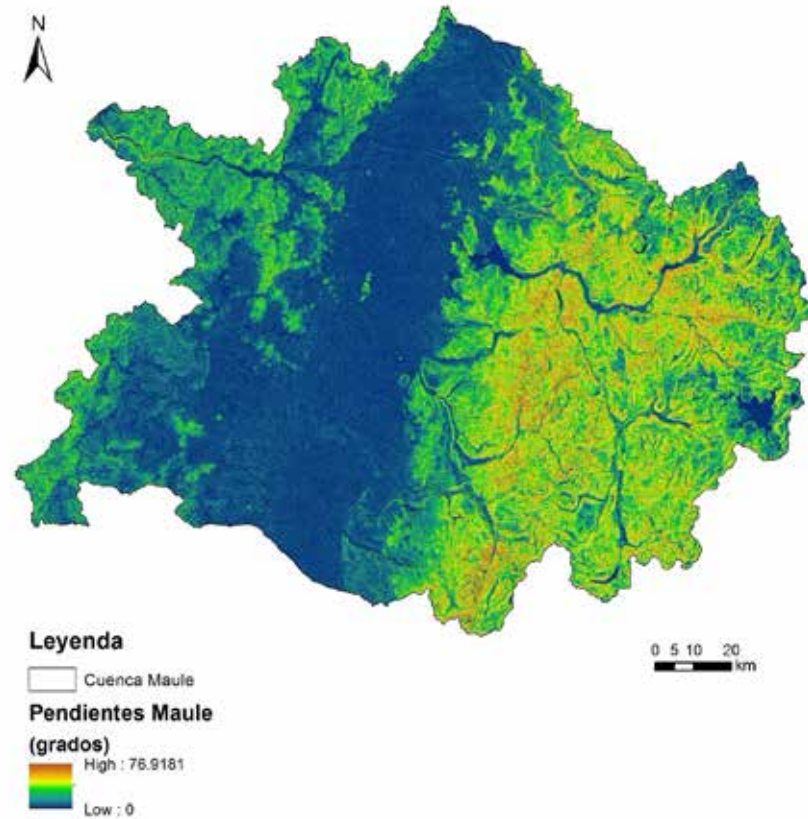 N
Leyenda
Cuenca Maule
Pendientes Maule
(grados)
High : 76.9181
Low : 0
0 5 10 20
km